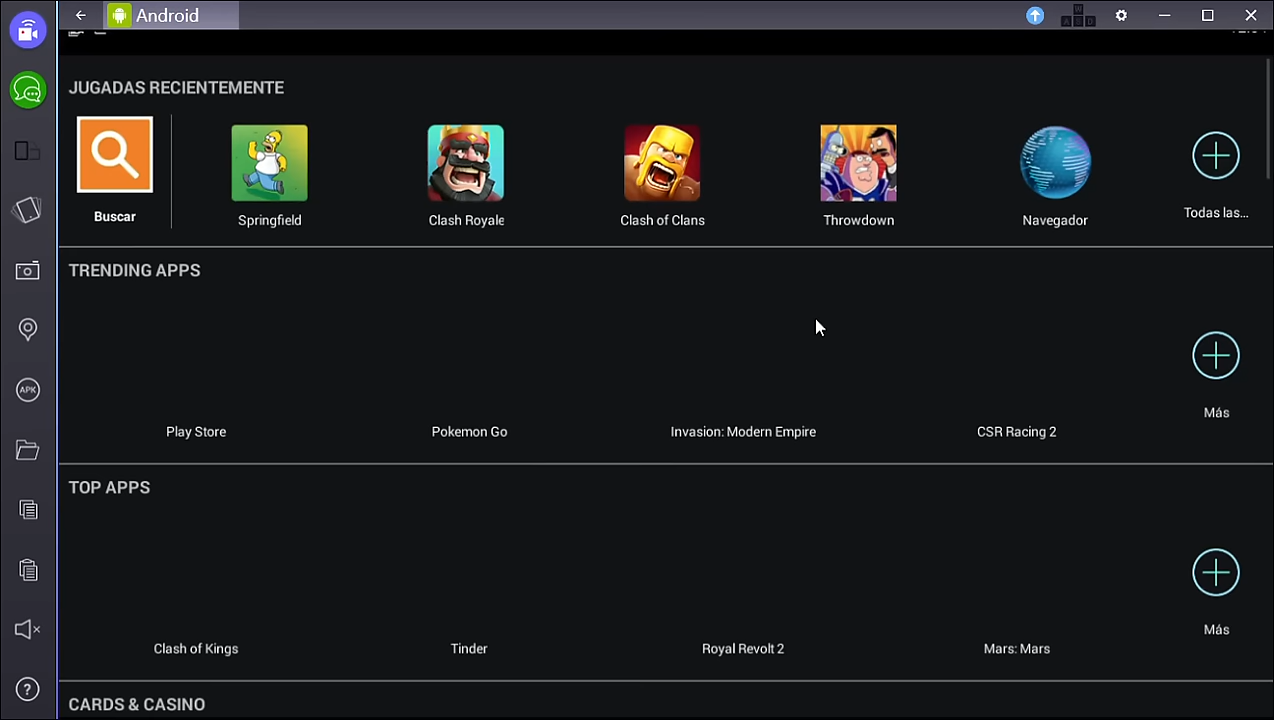 Android
JUGADAS RECIENTEMENTE
Buscar
Springfield
Clash Royale
Clash of Clans
Throwdown
Navegador
Todas las...
TRENDING APPS
Play Store
Pokemon Go
Invasion: Modern Empire
CSR Racing 2
Más
TOP APPS
Clash of Kings
Tinder
Royal Revolt 2
Mars: Mars
Más
CARDS & CASINO
APK
W
A S D
?